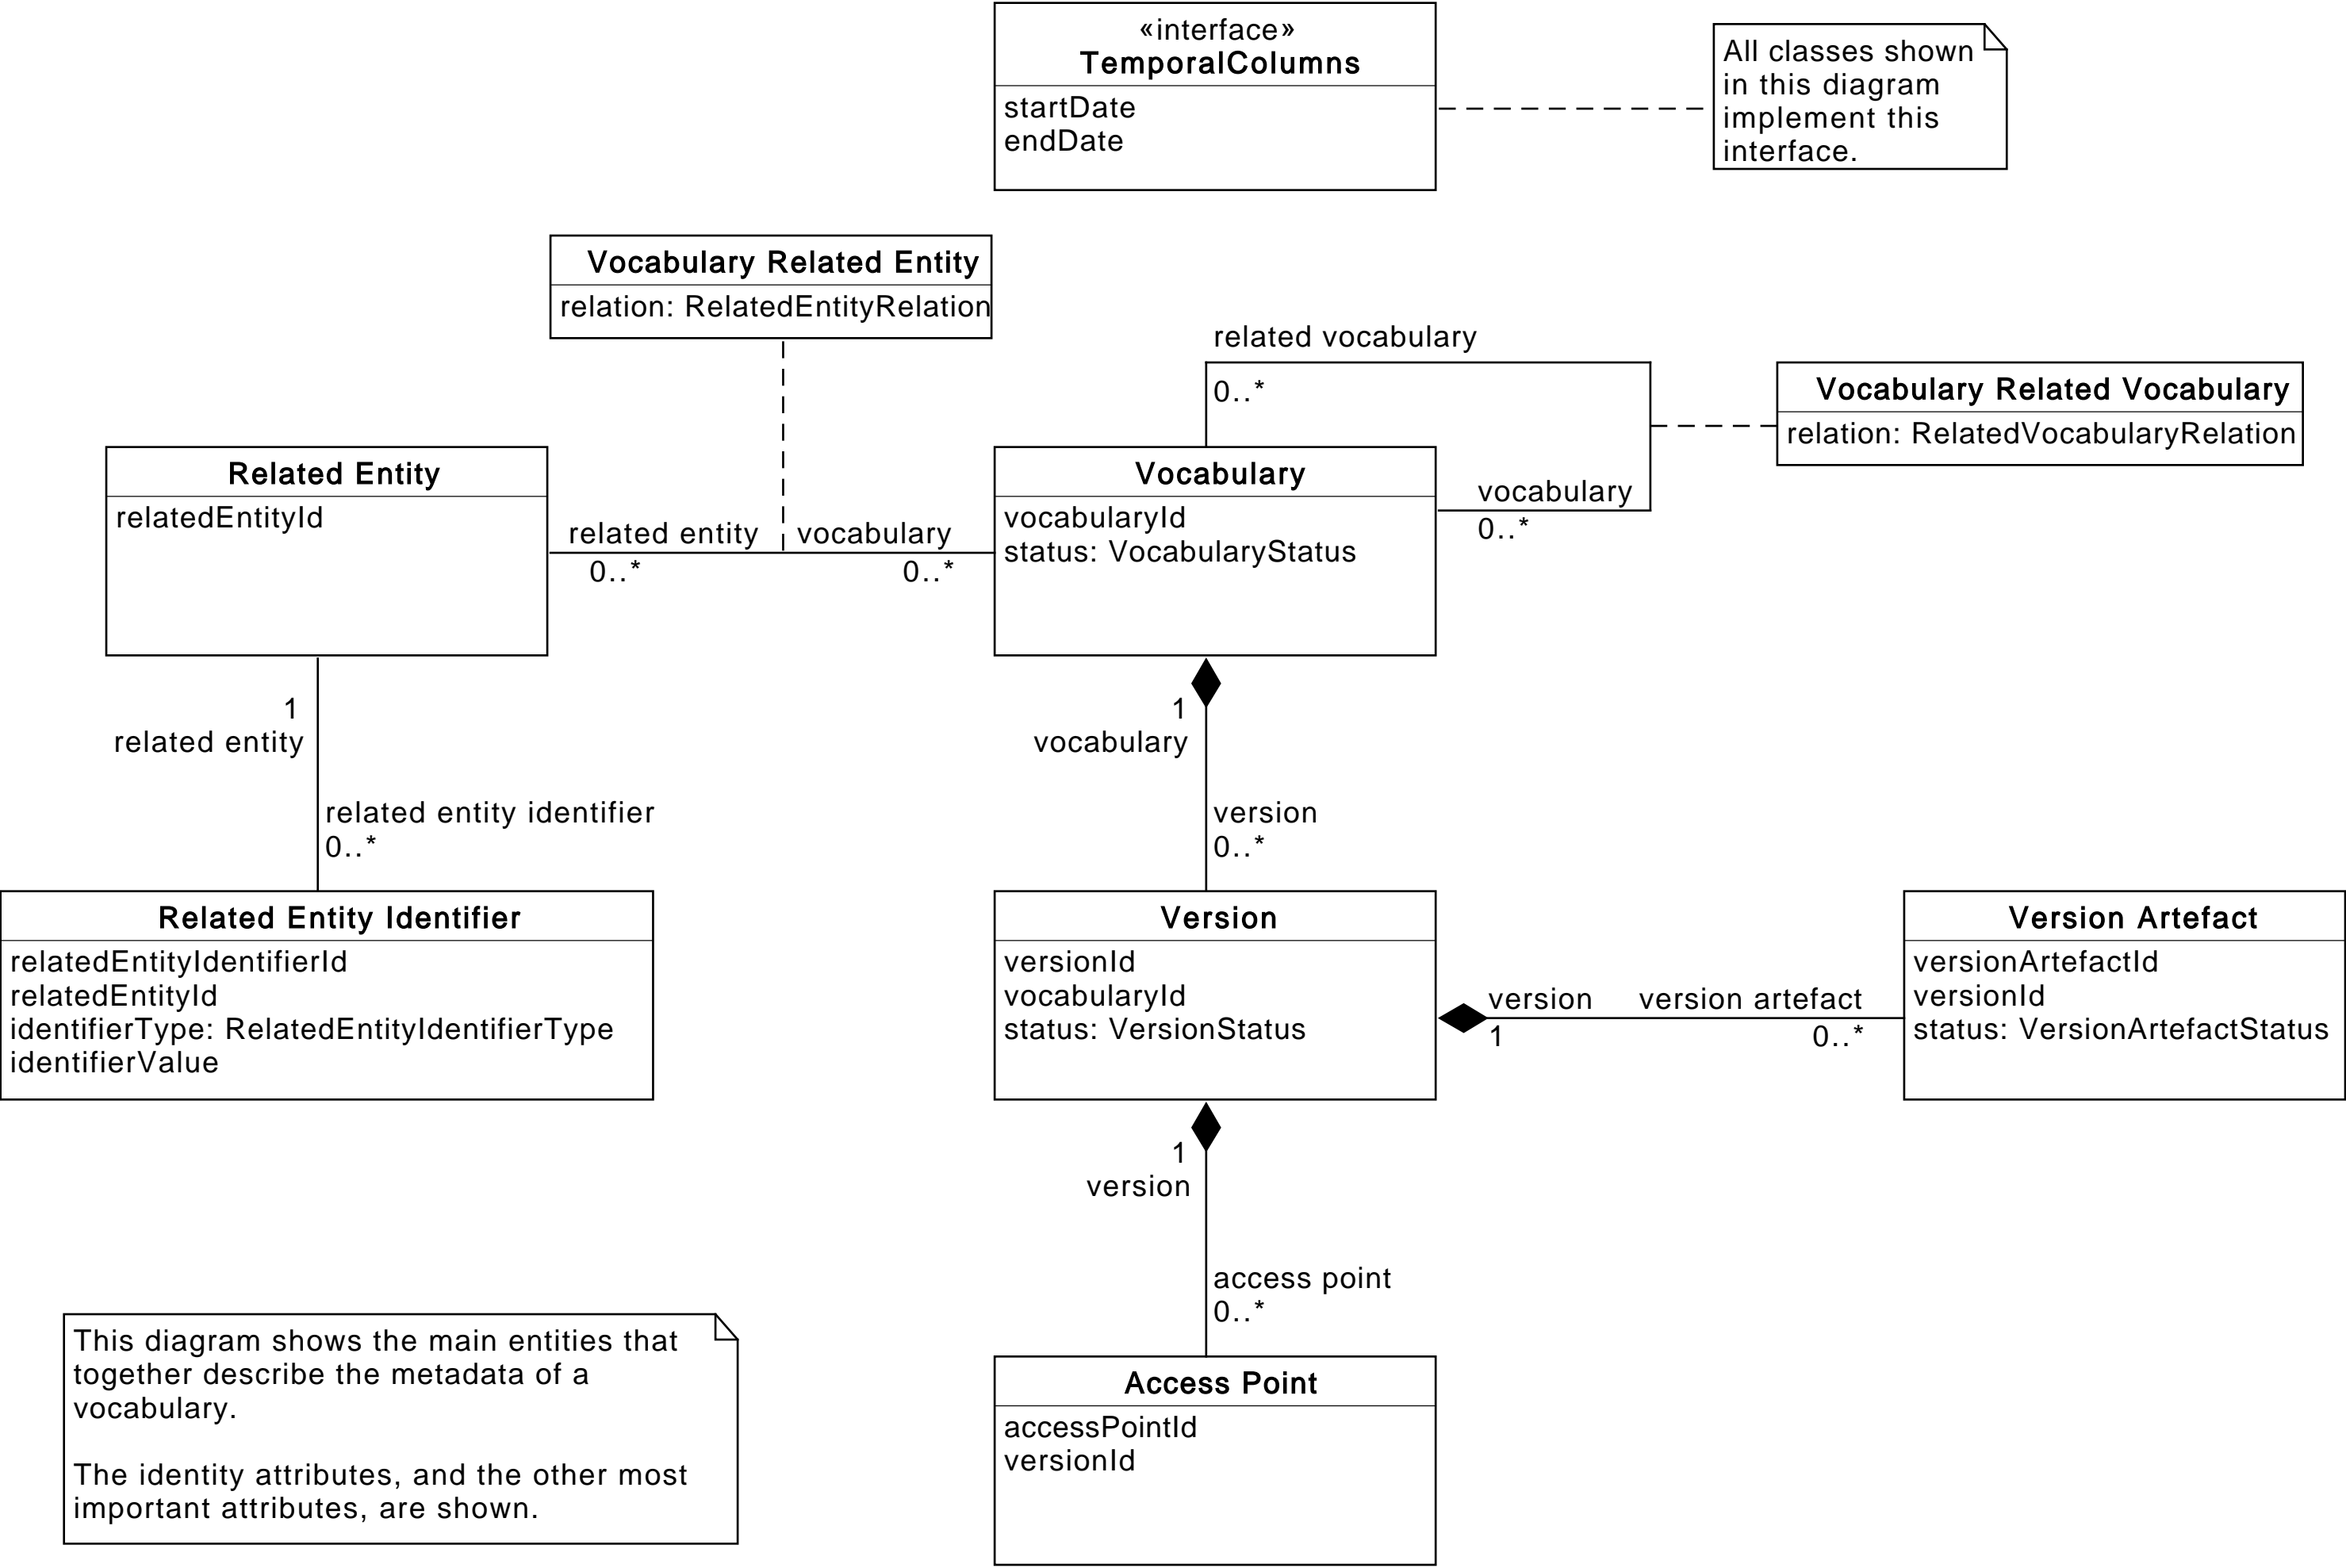 «interface»
TemporalColumns
startDate
endDate
All classes shown
in this diagram
implement this
interface.
Vocabulary Related Entity
relation: RelatedEntityRelation
related vocabulary
0..*
Vocabulary Related Vocabulary
relation: RelatedVocabularyRelation
Related Entity
relatedEntityId
related entity
0..*
vocabulary
0..*
Vocabulary
vocabularyId
status: VocabularyStatus
vocabulary
0..*
1
related entity
related entity identifier
0..*
1
vocabulary
version
0..*
Related Entity Identifier
relatedEntityIdentifierId
relatedEntityId
identifierType: RelatedEntityIdentifierType
identifierValue
Version
versionId
vocabularyId
status: VersionStatus
version
1
version artefact
0..*
Version Artefact
versionArtefactId
versionId
status: VersionArtefactStatus
1
version
access point
0..*
Access Point
accessPointId
versionId
This diagram shows the main entities that
together describe the metadata of a
vocabulary.
The identity attributes, and the other most
important attributes, are shown.